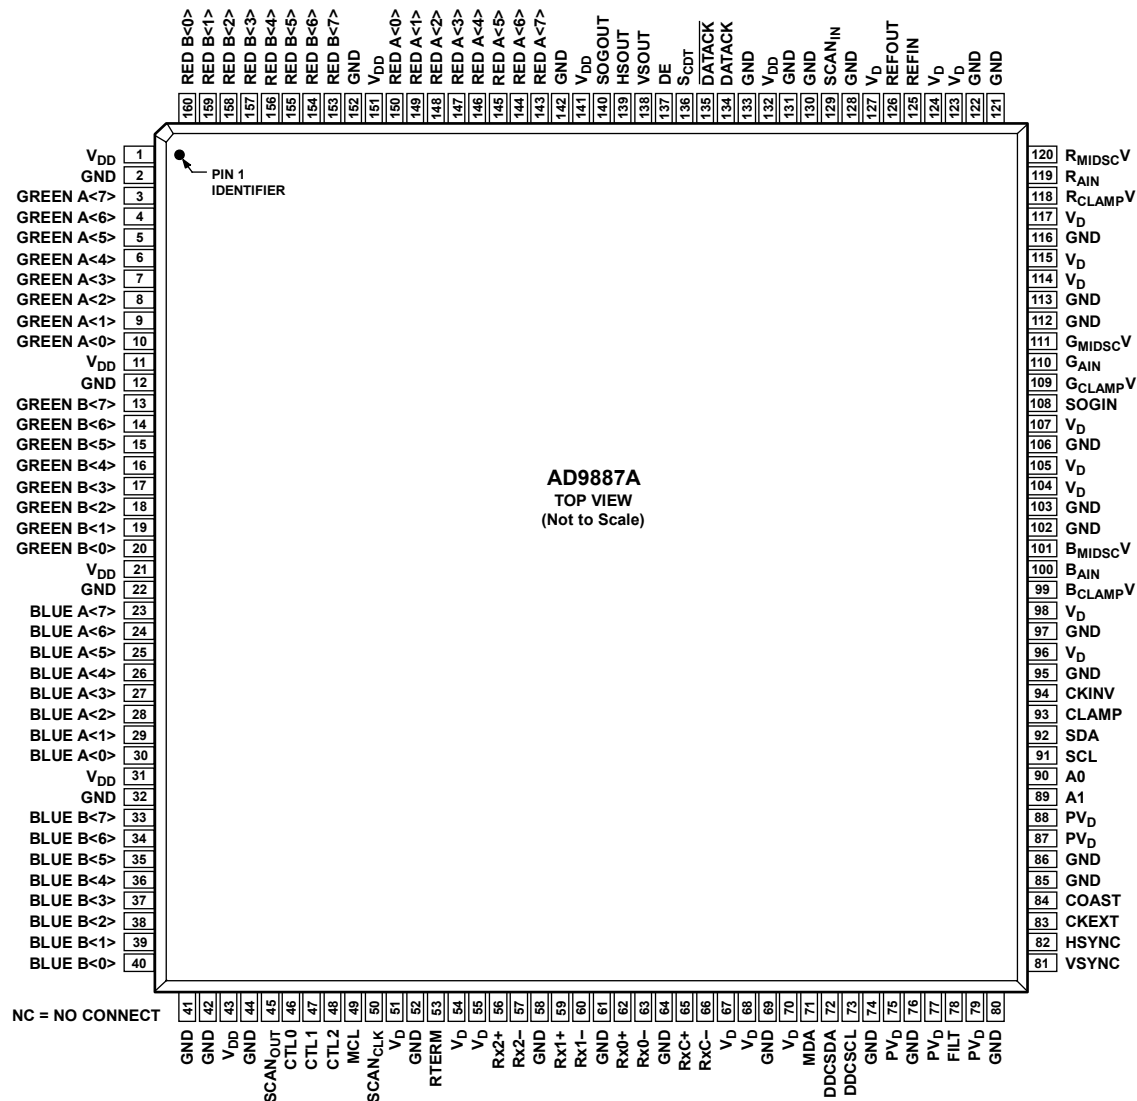 RED B<0>
RED B<1>
RED B<2>
RED B<3>
RED B<4>
RED B<5>
RED B<6>
RED B<7>
GND
VDD
RED A<0>
RED A<1>
RED A<2>
RED A<3>
RED A<4>
RED A<5>
RED A<6>
RED A<7>
GND
VDD
SOGOUT
HSOUT
VSOUT
DE
SCDT
DATACK
DATACK
GND
VDD
GND
GND
SCANIN
GND
VD
REFOUT
REFIN
VD
VD
GND
GND
160 159 158 157 156 155 154 153 152 151 150 149 148 147 146 145 144 143 142 141 140 139 138 137 136 135 134 133 132 131 130 129 128 127 126 125 124 123 122 121
VDD 1
GND 2
GREEN A<7> 3
GREEN A<6> 4
GREEN A<5> 5
GREEN A<4> 6
GREEN A<3> 7
GREEN A<2> 8
GREEN A<1> 9
GREEN A<0> 10
VDD 11
GND 12
GREEN B<7> 13
GREEN B<6> 14
GREEN B<5> 15
GREEN B<4> 16
GREEN B<3> 17
GREEN B<2> 18
GREEN B<1> 19
GREEN B<0> 20
VDD 21
GND 22
BLUE A<7> 23
BLUE A<6> 24
BLUE A<5> 25
BLUE A<4> 26
BLUE A<3> 27
BLUE A<2> 28
BLUE A<1> 29
BLUE A<0> 30
VDD 31
GND 32
BLUE B<7> 33
BLUE B<6> 34
BLUE B<5> 35
BLUE B<4> 36
BLUE B<3> 37
BLUE B<2> 38
BLUE B<1> 39
BLUE B<0> 40
PIN 1
IDENTIFIER
AD9887A
TOP VIEW
(Not to Scale)
120 RMIDSCV
119 RAIN
118 RCLAMPV
117 VD
116 GND
115 VD
114 VD
113 GND
112 GND
111 GMIDSCV
110 GAIN
109 GCLAMPV
108 SOGIN
107 VD
106 GND
105 VD
104 VD
103 GND
102 GND
101 BMIDSCV
100 BAIN
99 BCLAMPV
98 VD
97 GND
96 VD
95 GND
94 CKINV
93 CLAMP
92 SDA
91 SCL
90 A0
89 A1
88 PVD
87 PVD
86 GND
85 GND
84 COAST
83 CKEXT
82 HSYNC
81 VSYNC
NC = NO CONNECT
41 42 43 44 45 46 47 48 49 50 51 52 53 54 55 56 57 58 59 60 61 62 63 64 65 66 67 68 69 70 71 72 73 74 75 76 77 78 79 80
GND
GND
VDD
GND
SCANOUT
CTL0
CTL1
CTL2
MCL
SCANCLK
VD
GND
RTERM
VD
VD
Rx2+
Rx2−
GND
Rx1+
Rx1−
GND
Rx0+
Rx0−
GND
RxC+
RxC−
VD
VD
GND
VD
MDA
DDCSDA
DDCSCL
GND
PVD
GND
PVD
FILT
PVD
GND